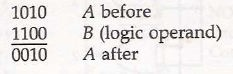 1010 A before
1100 B (logic operand)
0010 A after